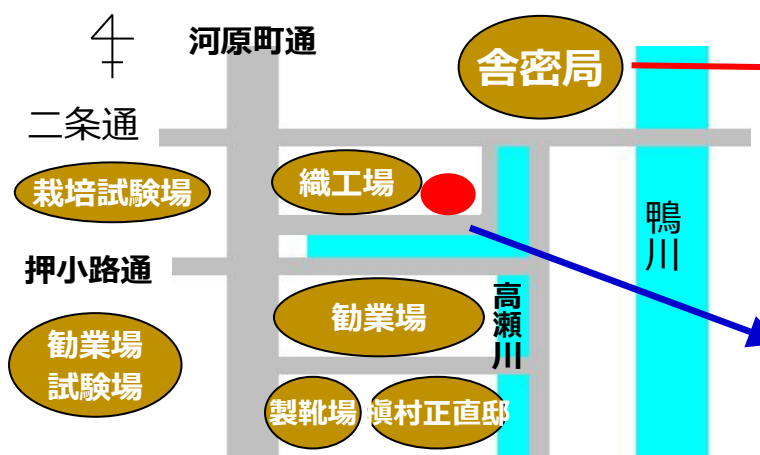 河原町通
舎密局
二条通
栽培試験場
織工場
鴨川
押小路通
高瀬川
勧業場
勧業場
試験場
製靴場
槇村正直邸